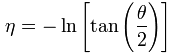 η = − ln [ tan ( θ/2 ) ]